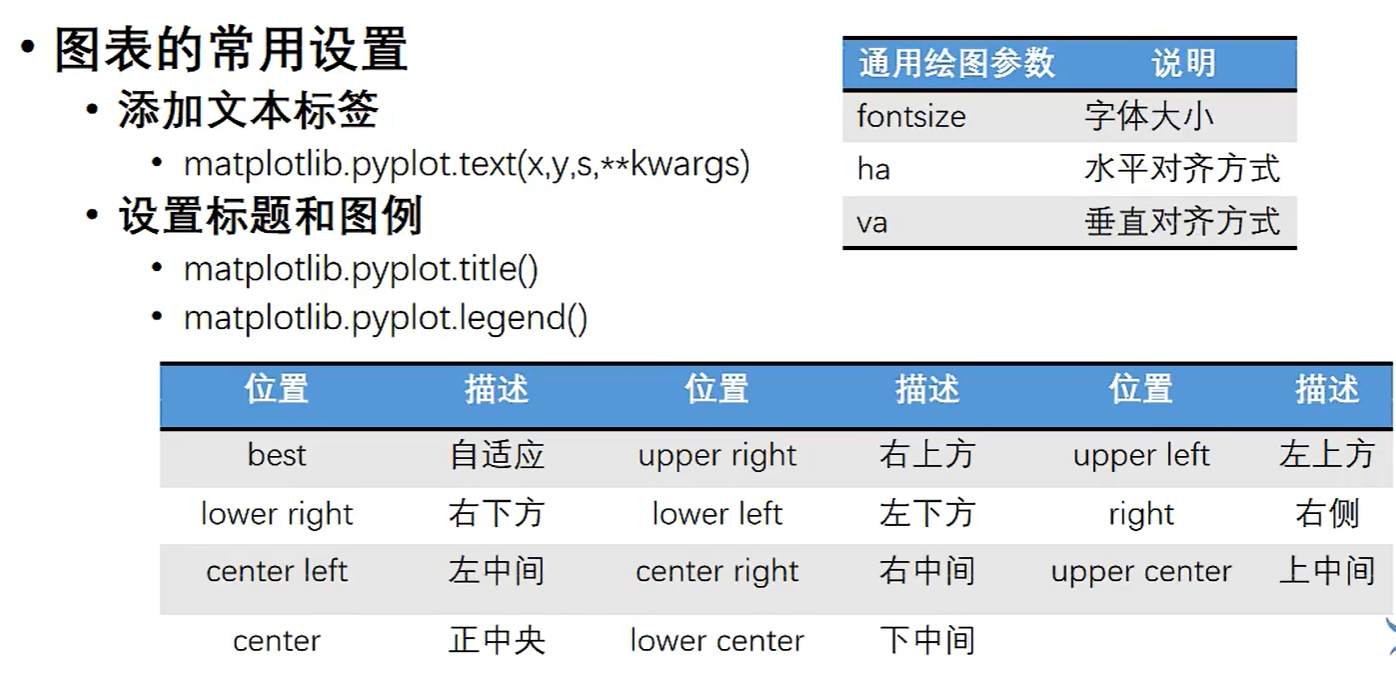 • 图表的常用设置
• 添加文本标签
• matplotlib.pyplot.text(x,y,s,**kwargs)
• 设置标题和图例
• matplotlib.pyplot.title()
• matplotlib.pyplot.legend()
通用绘图参数 说明
fontsize 字体大小
ha 水平对齐方式
va 垂直对齐方式
位置 描述 位置 描述 位置 描述
best 自适应 upper right 右上方 upper left 左上方
lower right 右下方 lower left 左下方 right 右侧
center left 左中间 center right 右中间 upper center 上中间
center 正中央 lower center 下中间